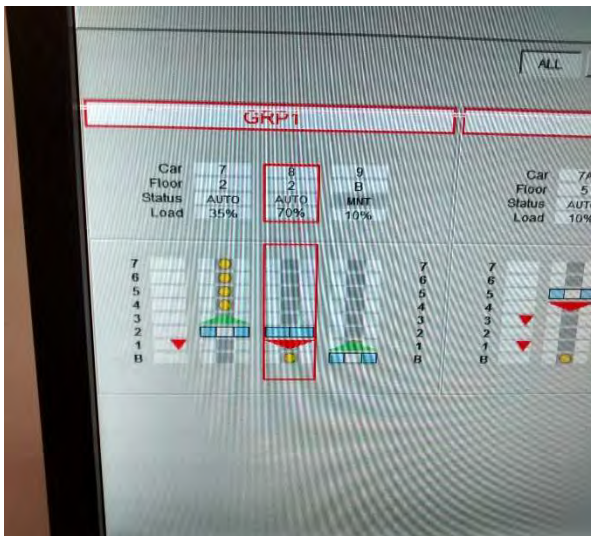 ALL
GRP1
Car 7 8 9
Floor 2 2 B
Status AUTO AUTO MNT
Load 35% 70% 10%
Car 7A
Floor 5
Status AUTO
Load 10%
7 7 7
6 6 6
5 5 5
4 4 4
3 3 3
2 2 2
1 1 1
B B B